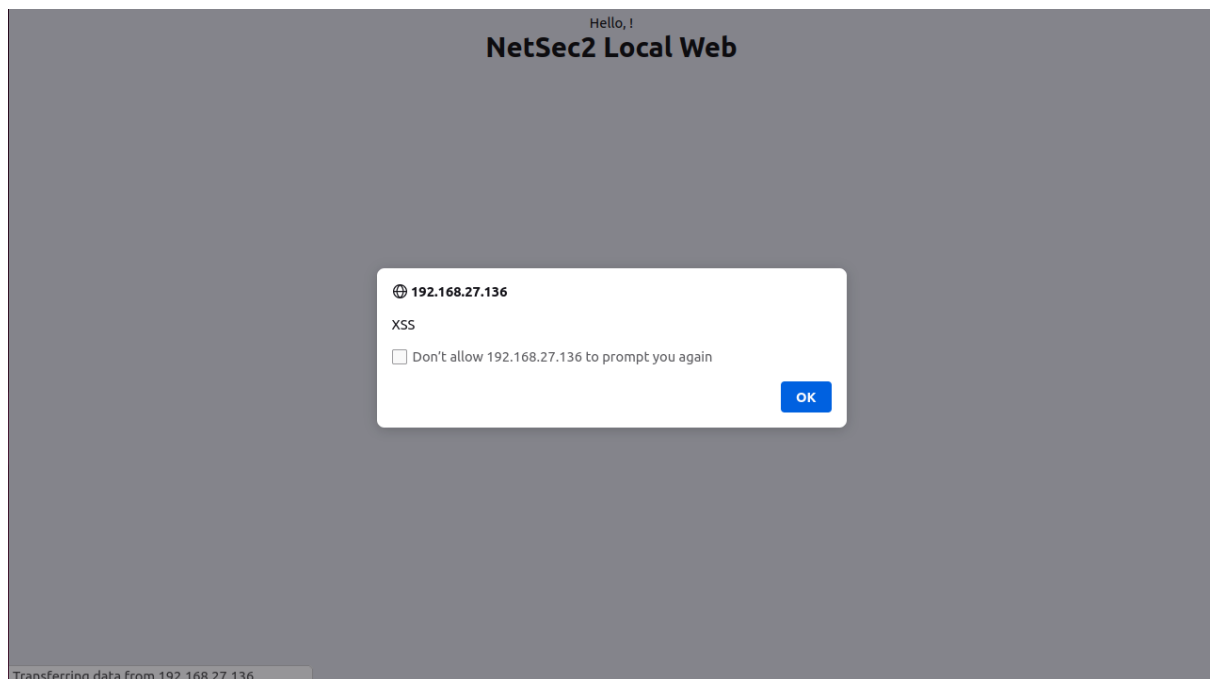 Hello, !
NetSec2 Local Web
192.168.27.136
XSS
Don't allow 192.168.27.136 to prompt you again
OK
Transferring data from 192.168.27.136